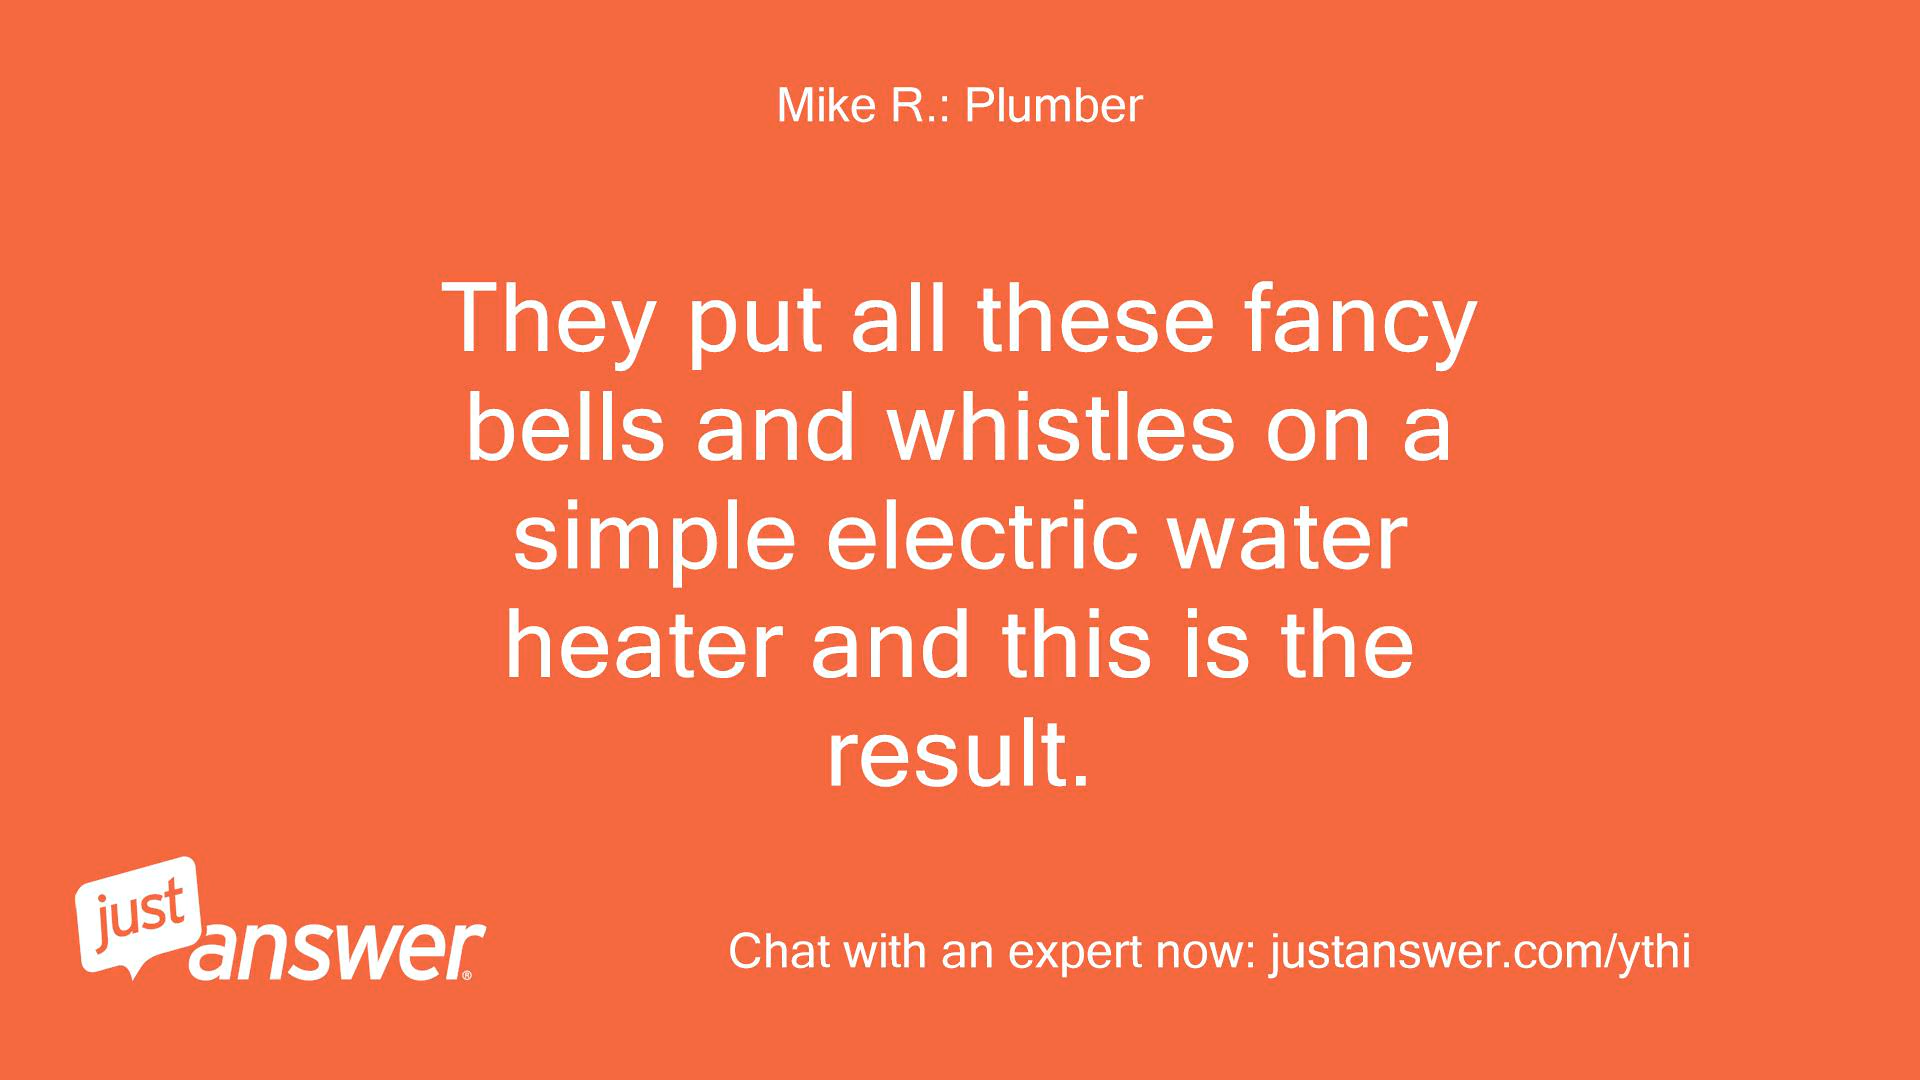 Mike R.: Plumber
They put all these fancy
bells and whistles on a
simple electric water
heater and this is the
result.
just
answer®
Chat with an expert now: justanswer.com/ythi